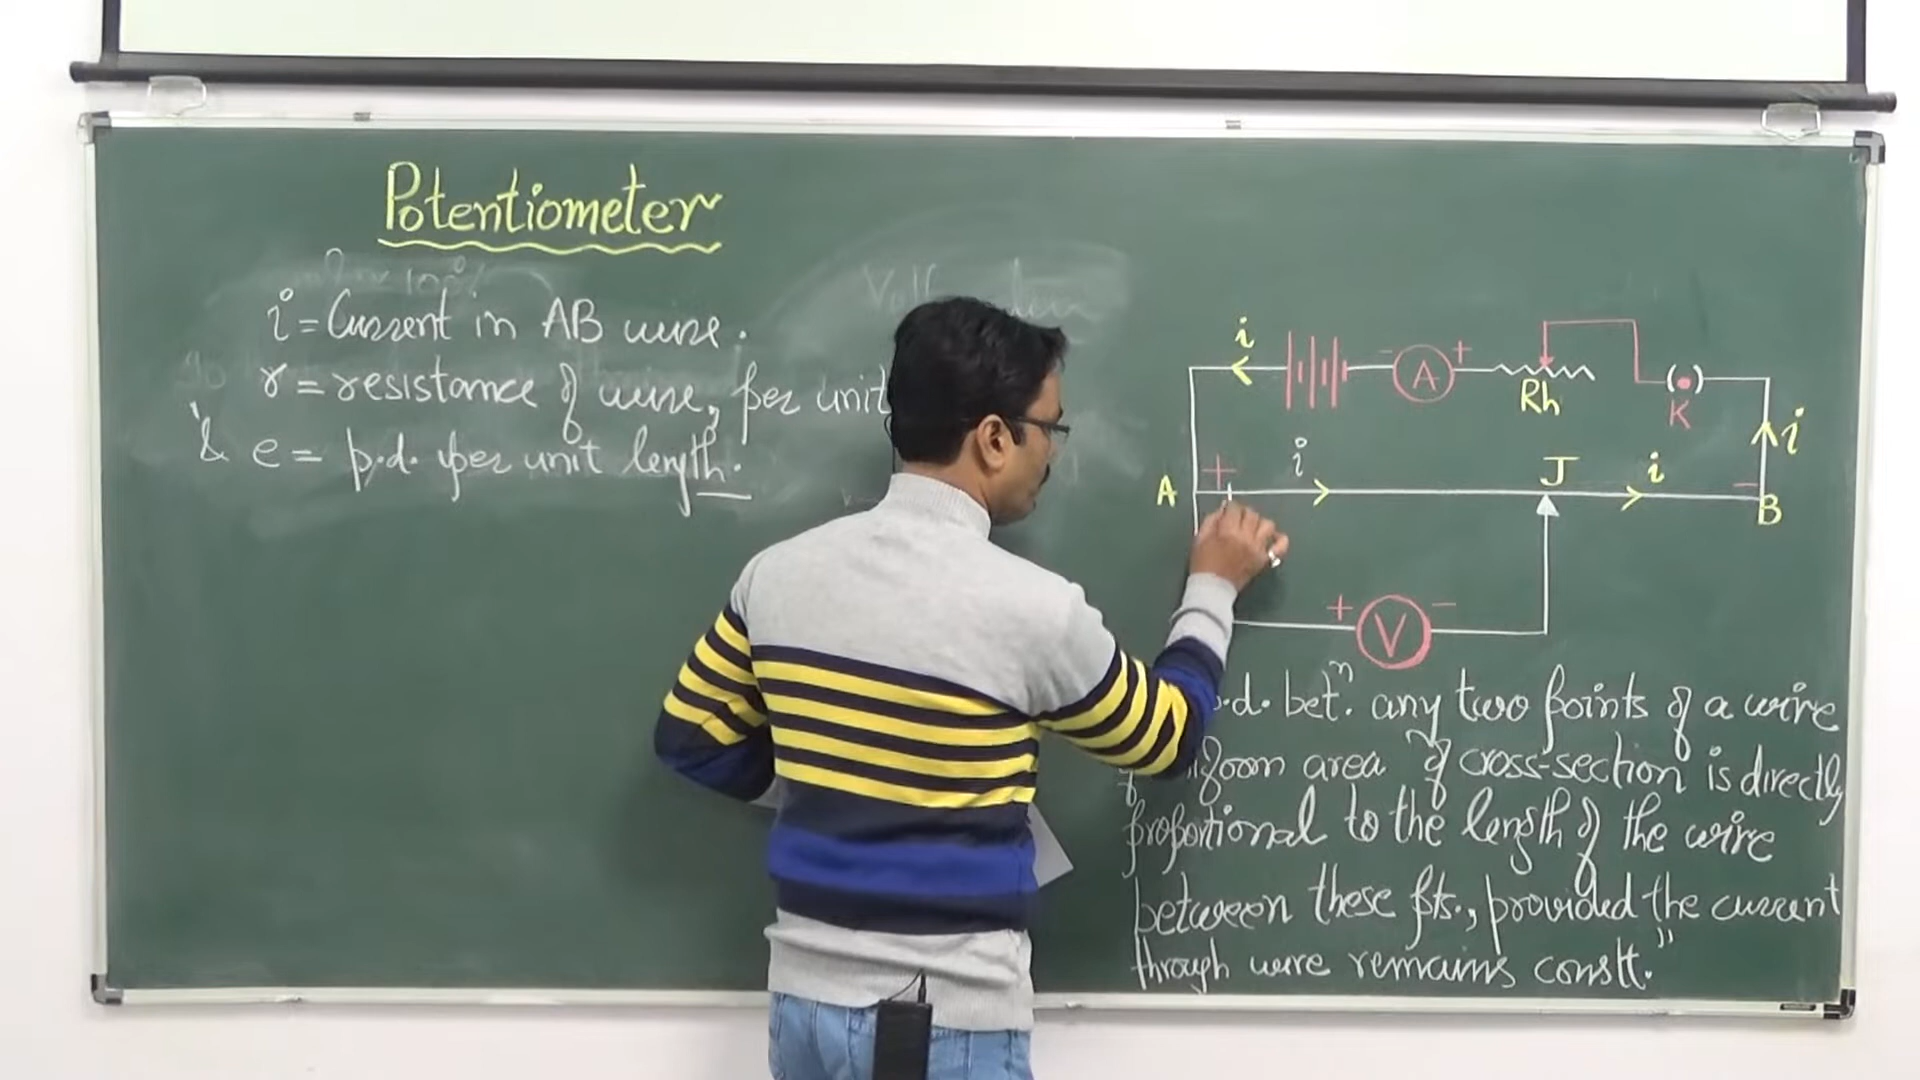 Potentiometer
i = Current in AB wire.
r = resistance of wire, per unit
& e = p.d. per unit length.
i
- A +
Rh
K
i
+ i J i -
A B
+ V -
p.d. betⁿ. any two points of a wire
of area of cross-section is directly
proportional to the length of the wire
between these pts., provided the current
through wire remains constt."